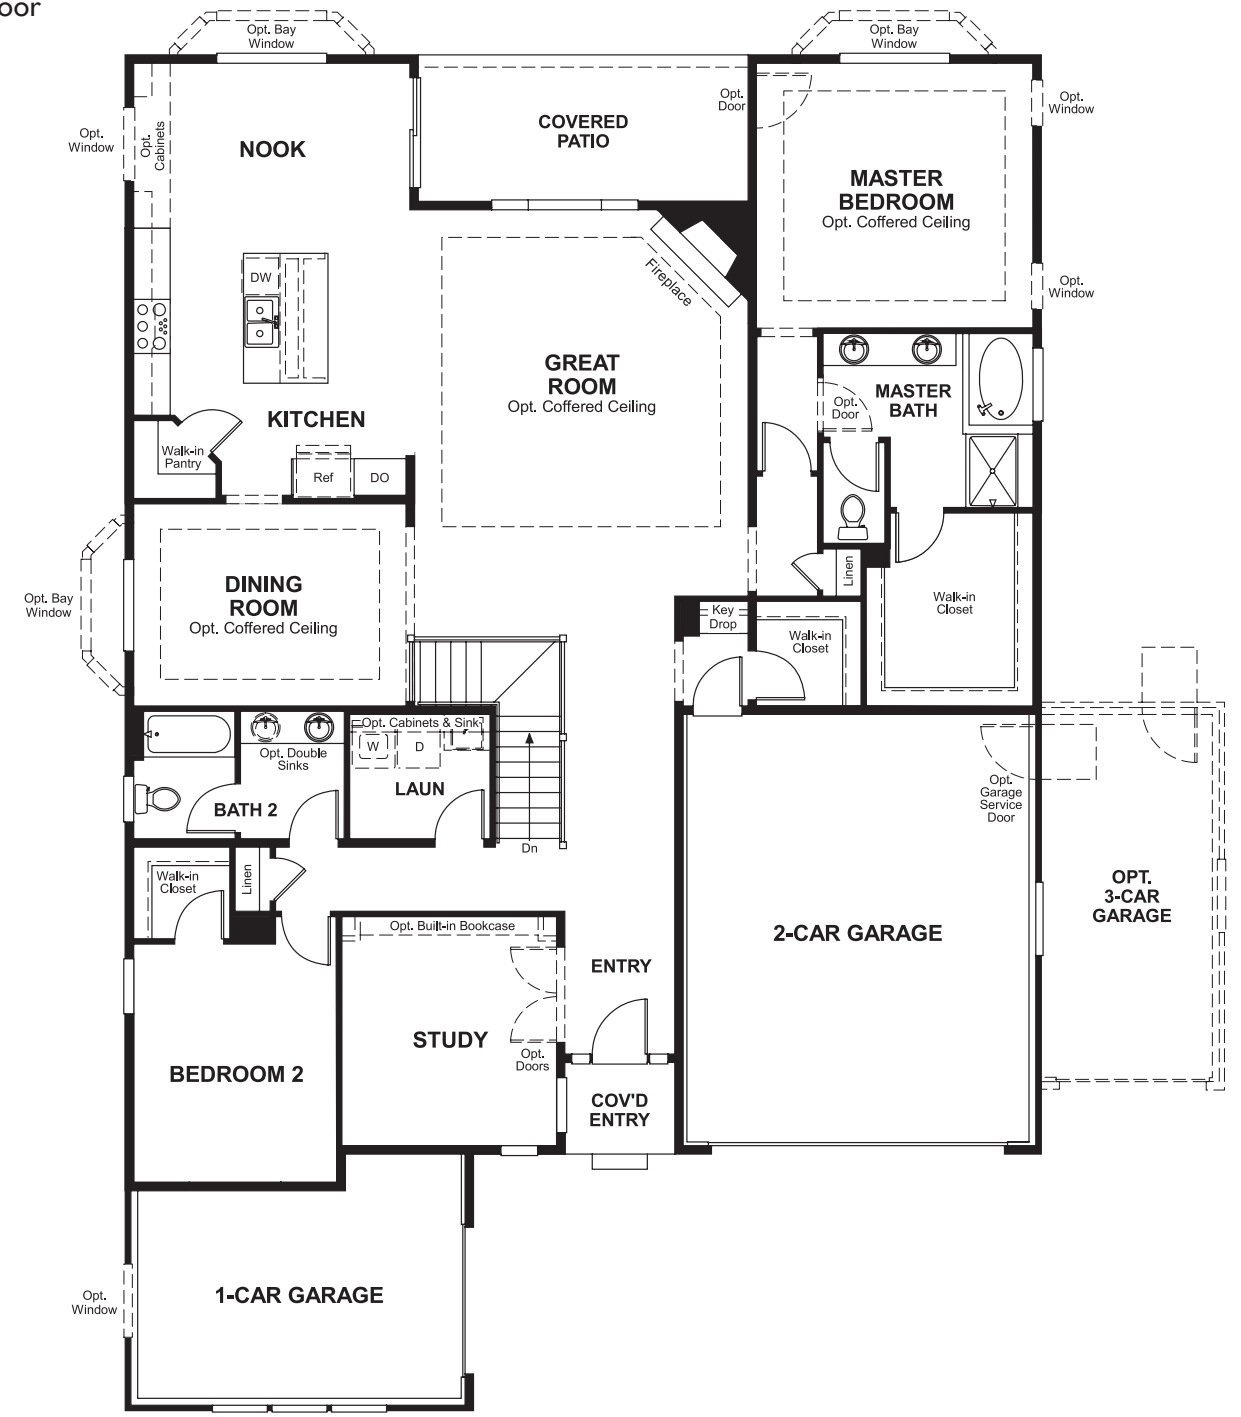 oor
Opt. Bay
Window
Opt. Bay
Window
Opt.
Door
Opt.
Window
Opt.
Window
Opt.
Cabinets
NOOK
COVERED
PATIO
MASTER
BEDROOM
Opt. Coffered Ceiling
Opt.
Window
DW
Fireplace
GREAT
ROOM
Opt. Coffered Ceiling
MASTER
BATH
Opt.
Door
KITCHEN
Walk-in
Pantry
Ref
DO
Opt. Bay
Window
DINING
ROOM
Opt. Coffered Ceiling
Linen
Walk-in
Closet
Key
Drop
Walk-in
Closet
Opt. Cabinets & Sink
W
D
Opt. Double
Sinks
LAUN
BATH 2
Opt.
Garage
Service
Door
Dn
Walk-in
Closet
Linen
OPT.
3-CAR
GARAGE
Opt. Built-in Bookcase
2-CAR GARAGE
ENTRY
STUDY
Opt.
Doors
BEDROOM 2
COV'D
ENTRY
Opt.
Window
1-CAR GARAGE